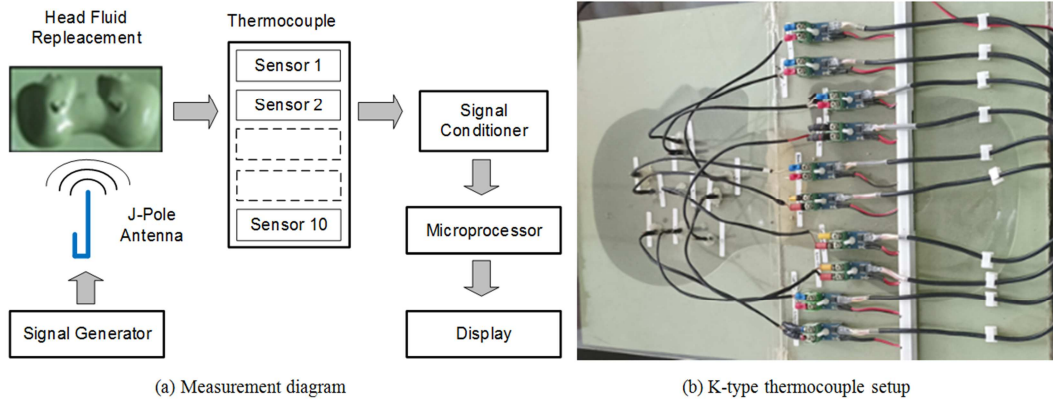 Head Fluid
Repleacement
Thermocouple
Sensor 1
Sensor 2
Sensor 10
J-Pole
Antenna
Signal Generator
Signal
Conditioner
Microprocessor
Display
(a) Measurement diagram
(b) K-type thermocouple setup